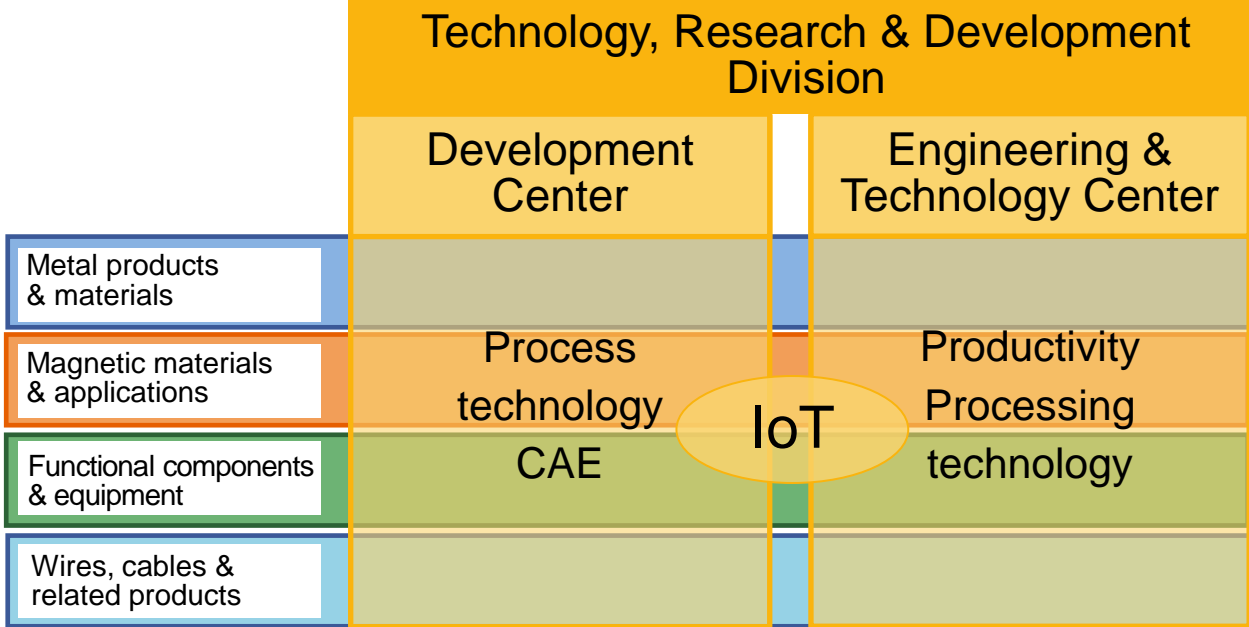 Technology, Research & Development
Division
Development
Center
Engineering &
Technology Center
Metal products
& materials
Magnetic materials
& applications
Functional components
& equipment
Wires, cables &
related products
Process
technology
CAE
IoT
Productivity
Processing
technology